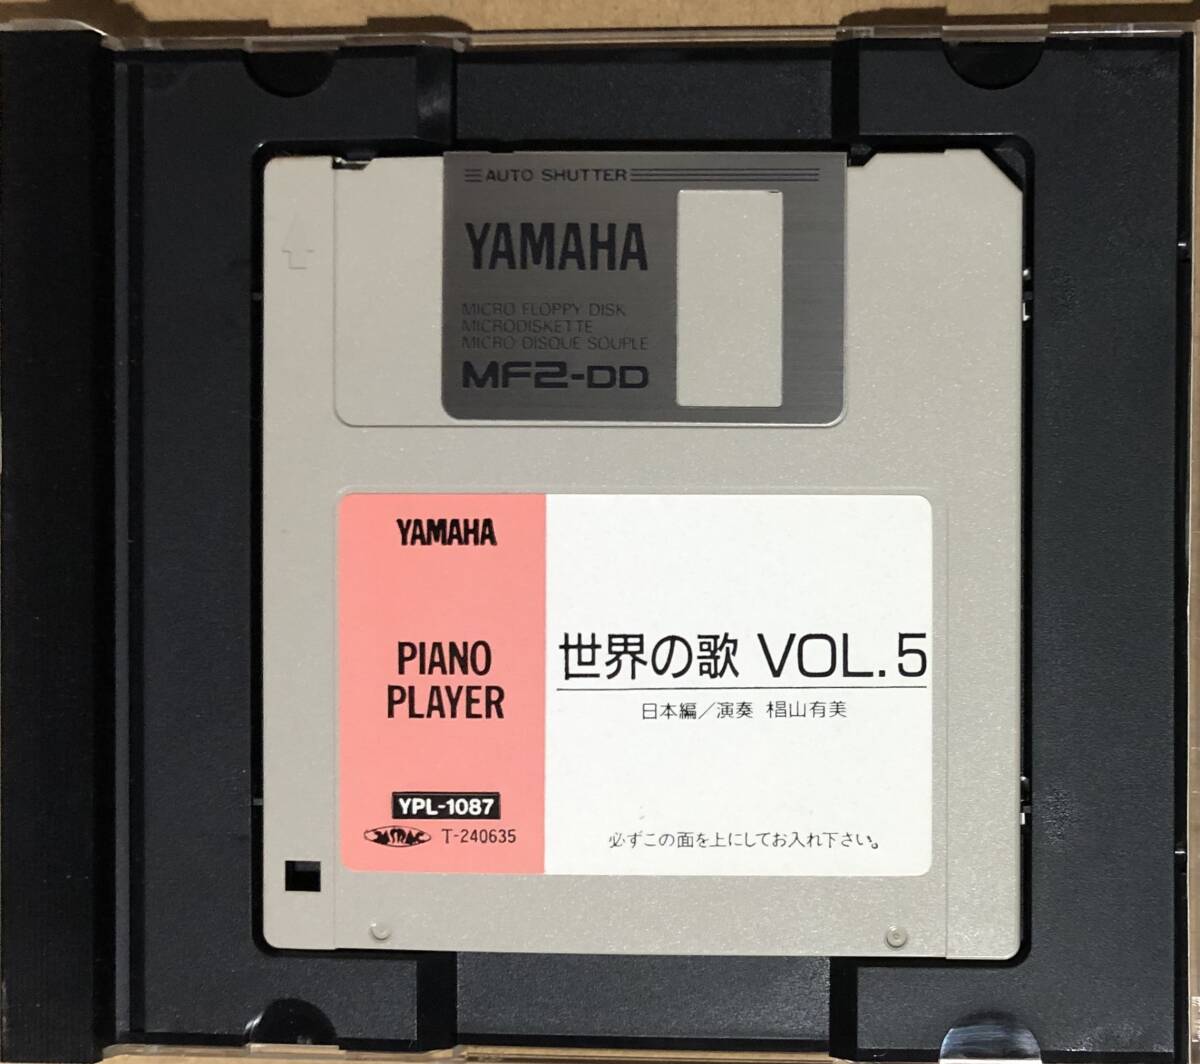 AUTO SHUTTER
YAMAHA
MICRO FLOPPY DISK
MICRODISKETTE
MICRO DISQUE SOUPLE
MF2-DD
YAMAHA
PIANO
PLAYER
YPL-1087
JASRAC T-240635
世界の歌 VOL.5
日本編／演奏 椙山有美
必ずこの面を上にしてお入れ下さい。